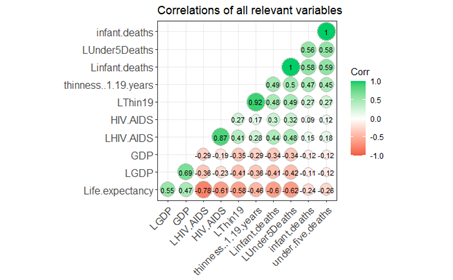 Correlations of all relevant variables
infant.deaths 1
LUnder5Deaths 0.56 0.58
Linfant.deaths 1 0.58 0.59
thinness..1.19.years 0.49 0.5 0.47 0.45
LThin19 0.92 0.48 0.49 0.27 0.27
HIV.AIDS 0.27 0.17 0.3 0.32 0.09 0.12
LHIV.AIDS 0.87 0.41 0.28 0.44 0.48 0.15 0.18
GDP -0.29 -0.19 -0.35 -0.29 -0.34 -0.34 -0.12 -0.12
LGDP 0.69 -0.36 -0.23 -0.41 -0.36 -0.41 -0.42 -0.11 -0.12
Life.expectancy 0.55 0.47 -0.78 -0.61 -0.58 -0.46 -0.6 -0.62 -0.24 -0.26
LGDP
GDP
LHIV.AIDS
HIV.AIDS
LThin19
thinness..1.19.years
Linfant.deaths
LUnder5Deaths
infant.deaths
under.five.deaths
Corr
1.0
0.5
0.0
-0.5
-1.0